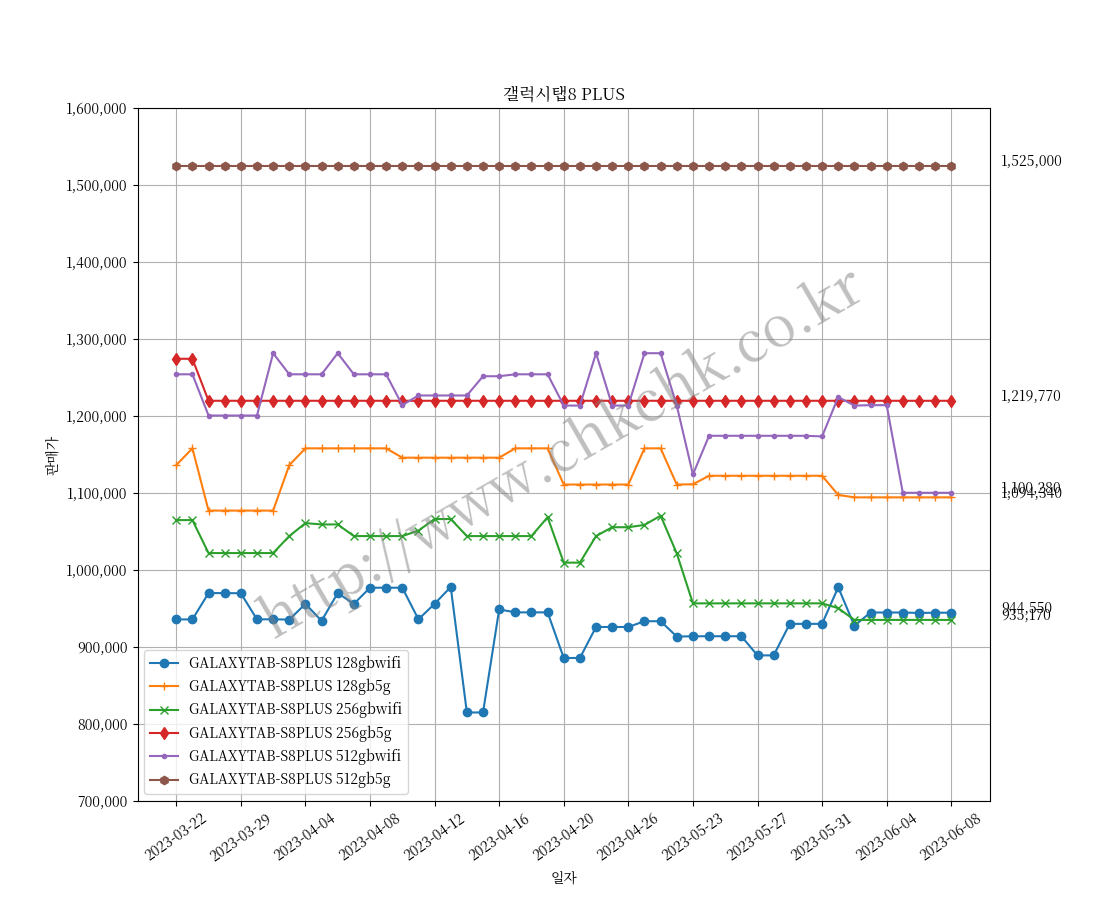 갤럭시탭8 PLUS
1,600,000
1,500,000
1,400,000
1,300,000
1,200,000
1,100,000
1,000,000
900,000
800,000
700,000
판매가
1,525,000
1,219,770
1,100,280
1,094,340
944,550
935,170
http://www.chkchk.co.kr
GALAXYTAB-S8PLUS 128gbwifi
GALAXYTAB-S8PLUS 128gb5g
GALAXYTAB-S8PLUS 256gbwifi
GALAXYTAB-S8PLUS 256gb5g
GALAXYTAB-S8PLUS 512gbwifi
GALAXYTAB-S8PLUS 512gb5g
2023-03-22
2023-03-29
2023-04-04
2023-04-08
2023-04-12
2023-04-16
2023-04-20
2023-04-26
2023-05-23
2023-05-27
2023-05-31
2023-06-04
2023-06-08
일자